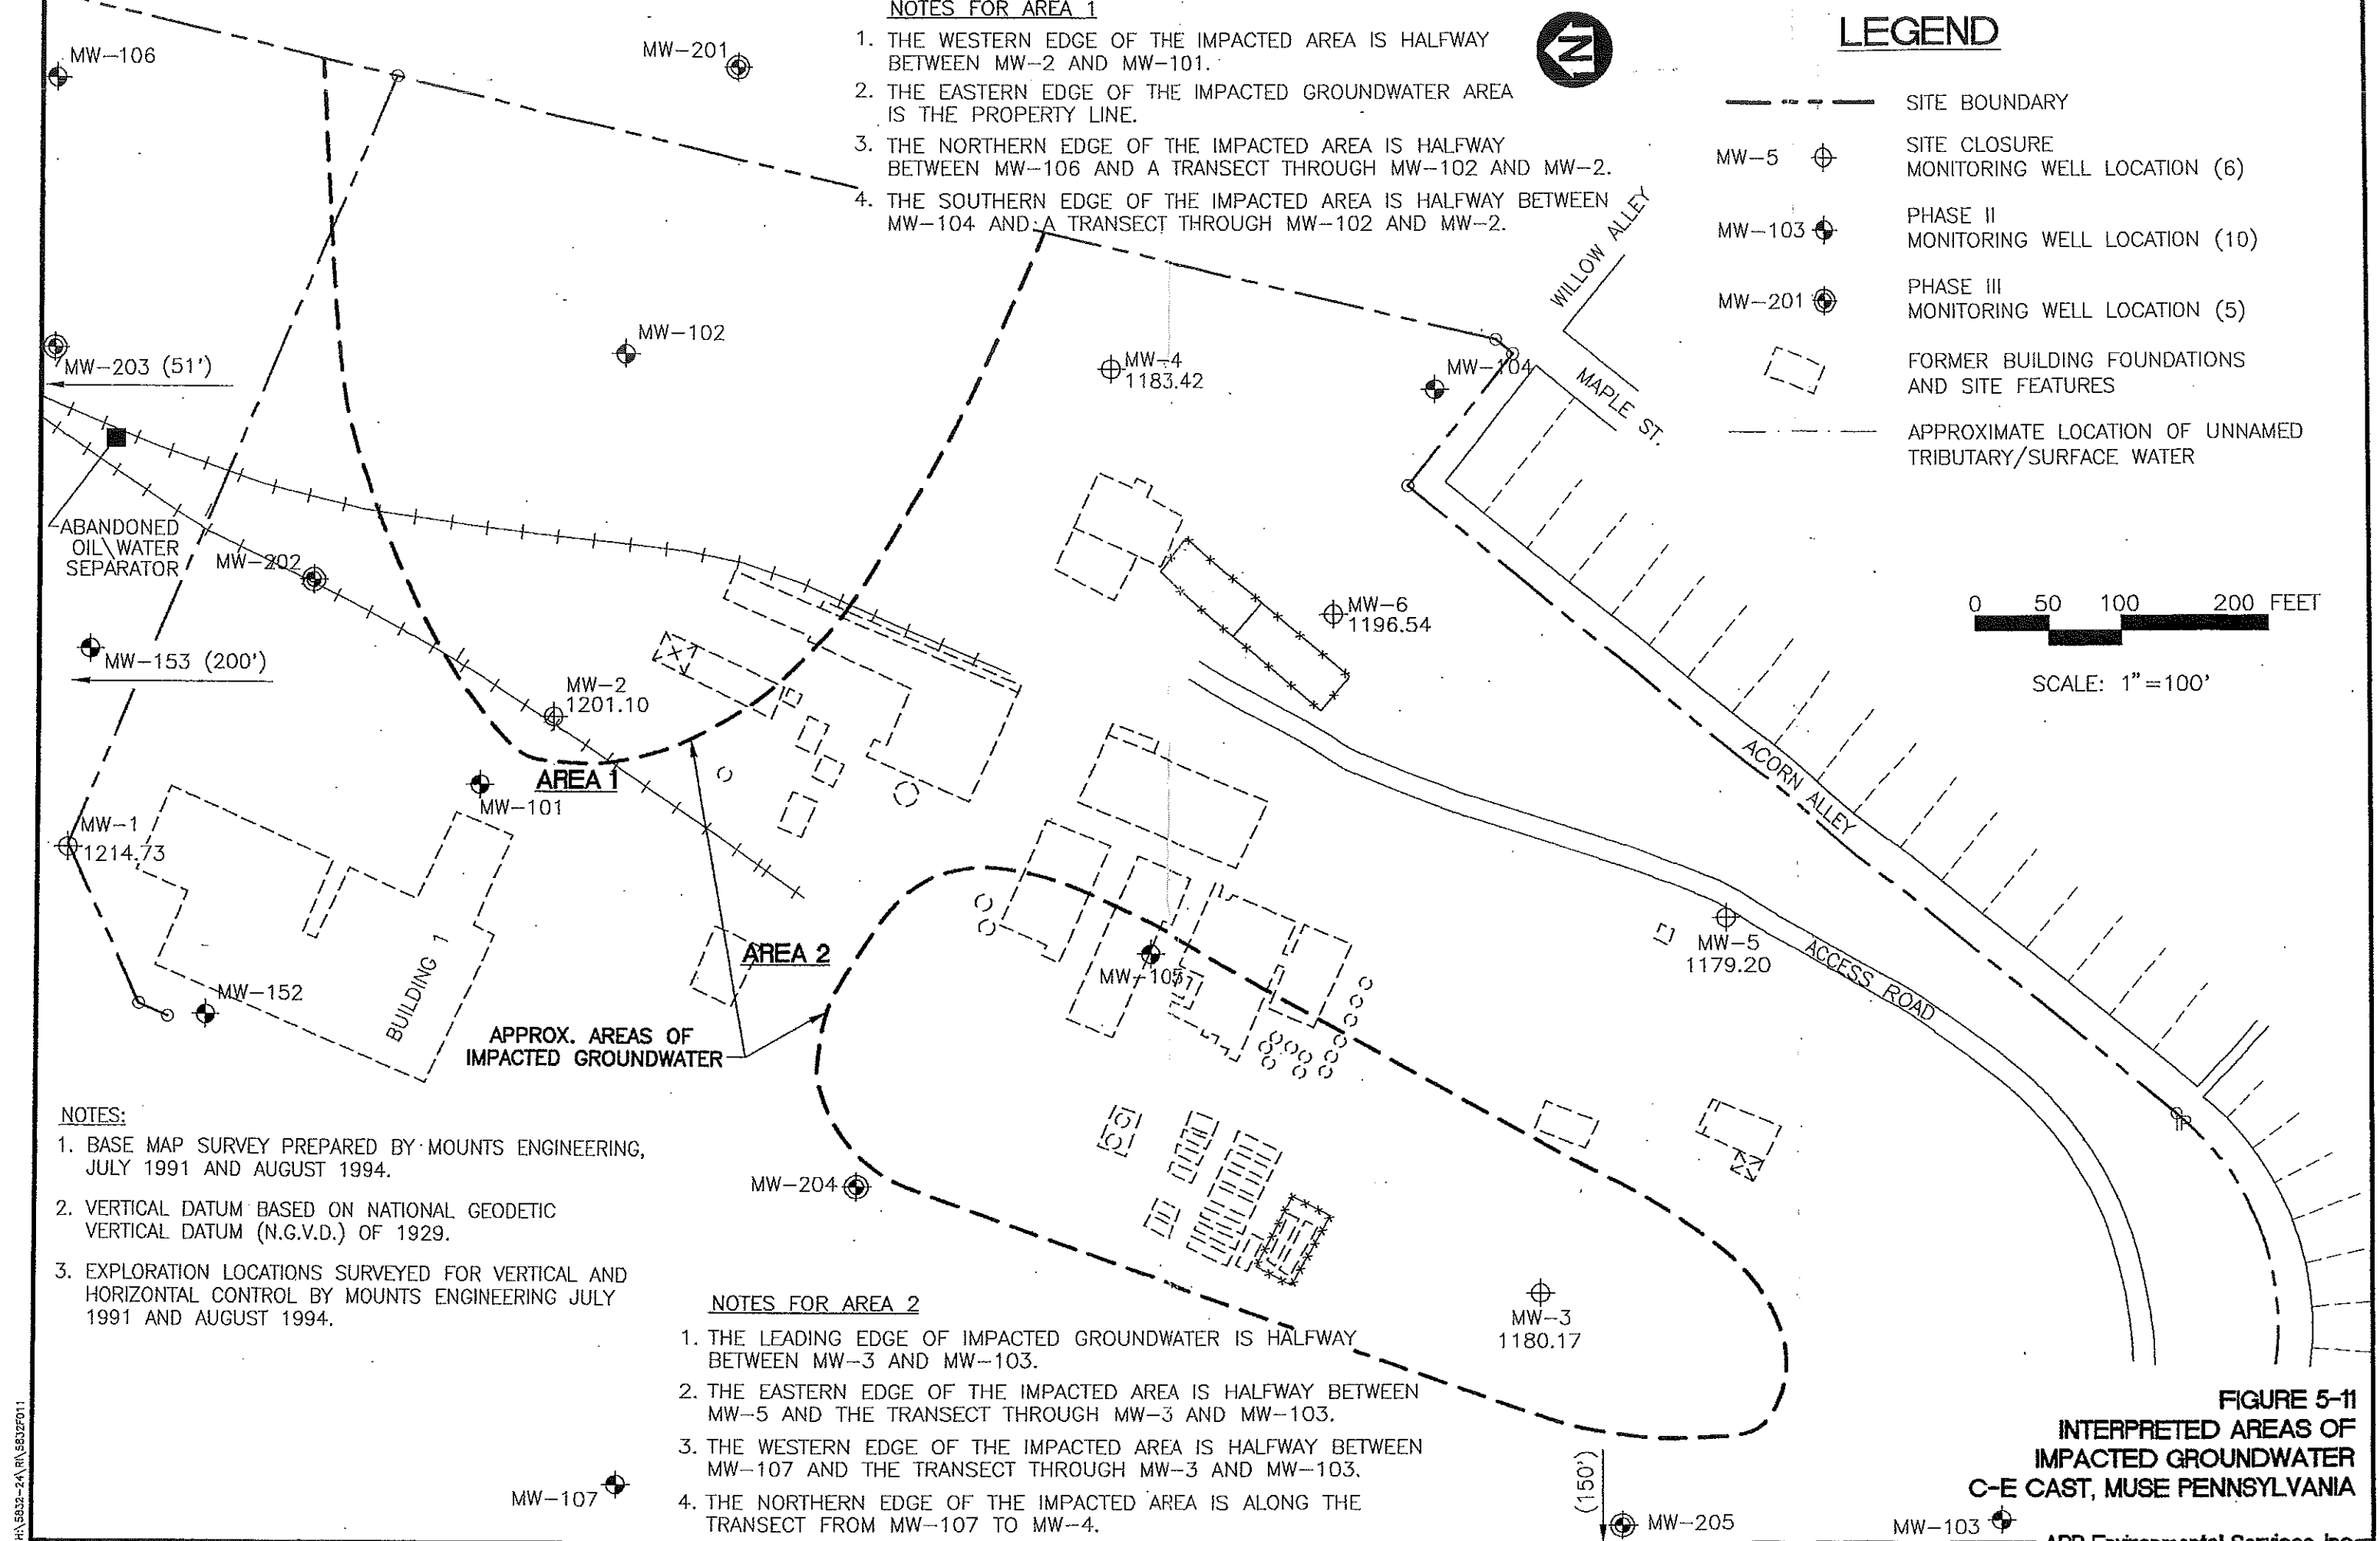 NOTES FOR AREA 1
1. THE WESTERN EDGE OF THE IMPACTED AREA IS HALFWAY
BETWEEN MW-2 AND MW-101.
2. THE EASTERN EDGE OF THE IMPACTED GROUNDWATER AREA
IS THE PROPERTY LINE.
3. THE NORTHERN EDGE OF THE IMPACTED AREA IS HALFWAY
BETWEEN MW-106 AND A TRANSECT THROUGH MW-102 AND MW-2.
4. THE SOUTHERN EDGE OF THE IMPACTED AREA IS HALFWAY BETWEEN
MW-104 AND A TRANSECT THROUGH MW-102 AND MW-2.
N
LEGEND
SITE BOUNDARY
MW-5
SITE CLOSURE
MONITORING WELL LOCATION (6)
MW-103
PHASE II
MONITORING WELL LOCATION (10)
MW-201
PHASE III
MONITORING WELL LOCATION (5)
FORMER BUILDING FOUNDATIONS
AND SITE FEATURES
APPROXIMATE LOCATION OF UNNAMED
TRIBUTARY/SURFACE WATER
0 50 100 200 FEET
SCALE: 1"=100'
MW-106
MW-201
MW-102
MW-203 (51')
MW-4
1183.42
MW-104
WILLOW ALLEY
MAPLE ST.
ABANDONED
OIL\WATER
SEPARATOR
MW-202
MW-153 (200')
MW-2
1201.10
MW-6
1196.54
AREA 1
MW-101
MW-1
1214.73
ACORN ALLEY
BUILDING 1
AREA 2
MW-105
MW-5
1179.20
ACCESS ROAD
MW-152
APPROX. AREAS OF
IMPACTED GROUNDWATER
IP
MW-204
MW-3
1180.17
NOTES:
1. BASE MAP SURVEY PREPARED BY MOUNTS ENGINEERING,
JULY 1991 AND AUGUST 1994.
2. VERTICAL DATUM BASED ON NATIONAL GEODETIC
VERTICAL DATUM (N.G.V.D.) OF 1929.
3. EXPLORATION LOCATIONS SURVEYED FOR VERTICAL AND
HORIZONTAL CONTROL BY MOUNTS ENGINEERING JULY
1991 AND AUGUST 1994.
NOTES FOR AREA 2
1. THE LEADING EDGE OF IMPACTED GROUNDWATER IS HALFWAY
BETWEEN MW-3 AND MW-103.
2. THE EASTERN EDGE OF THE IMPACTED AREA IS HALFWAY BETWEEN
MW-5 AND THE TRANSECT THROUGH MW-3 AND MW-103.
3. THE WESTERN EDGE OF THE IMPACTED AREA IS HALFWAY BETWEEN
MW-107 AND THE TRANSECT THROUGH MW-3 AND MW-103.
4. THE NORTHERN EDGE OF THE IMPACTED AREA IS ALONG THE
TRANSECT FROM MW-107 TO MW-4.
MW-107
(150')
MW-205
MW-103
FIGURE 5-11
INTERPRETED AREAS OF
IMPACTED GROUNDWATER
C-E CAST, MUSE PENNSYLVANIA
ABB Environmental Services, Inc.
H:\5832-24\RI\5832F011